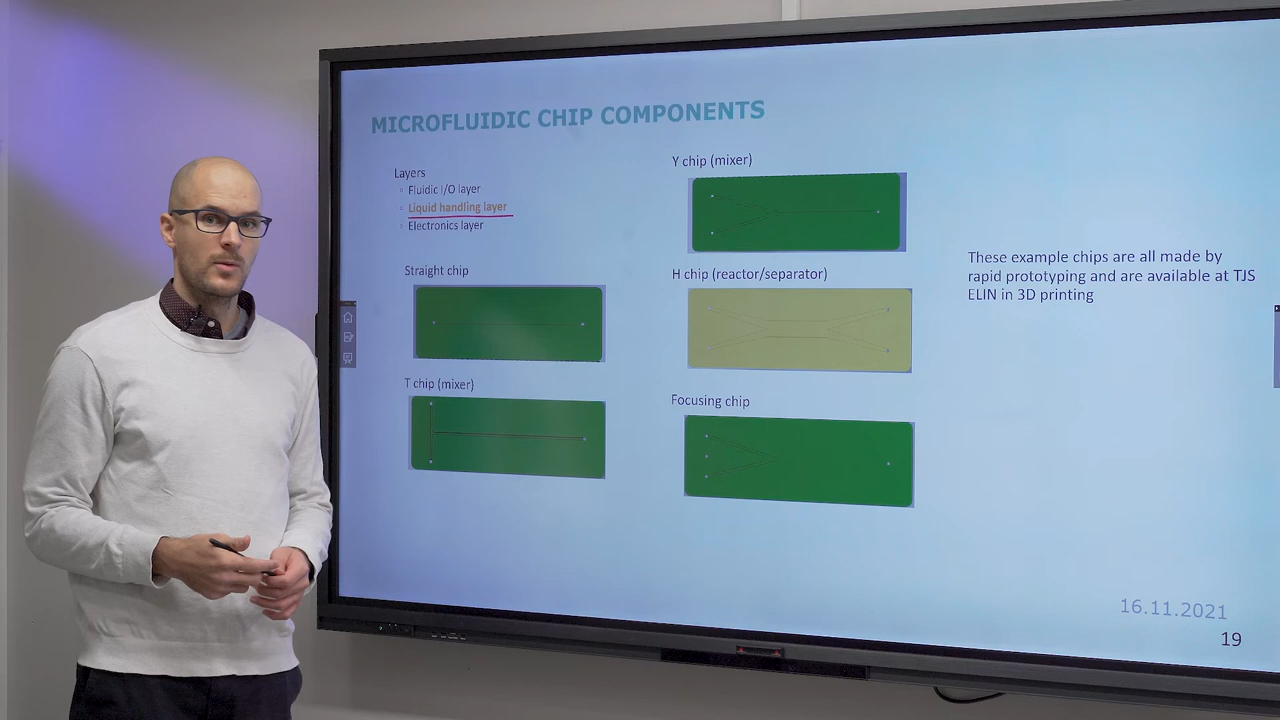 MICROFLUIDIC CHIP COMPONENTS
Layers
Fluidic I/O layer
Liquid handling layer
Electronics layer
Straight chip
T chip (mixer)
Y chip (mixer)
H chip (reactor/separator)
Focusing chip
These example chips are all made by
rapid prototyping and are available at TJS
ELIN in 3D printing
16.11.2021
19